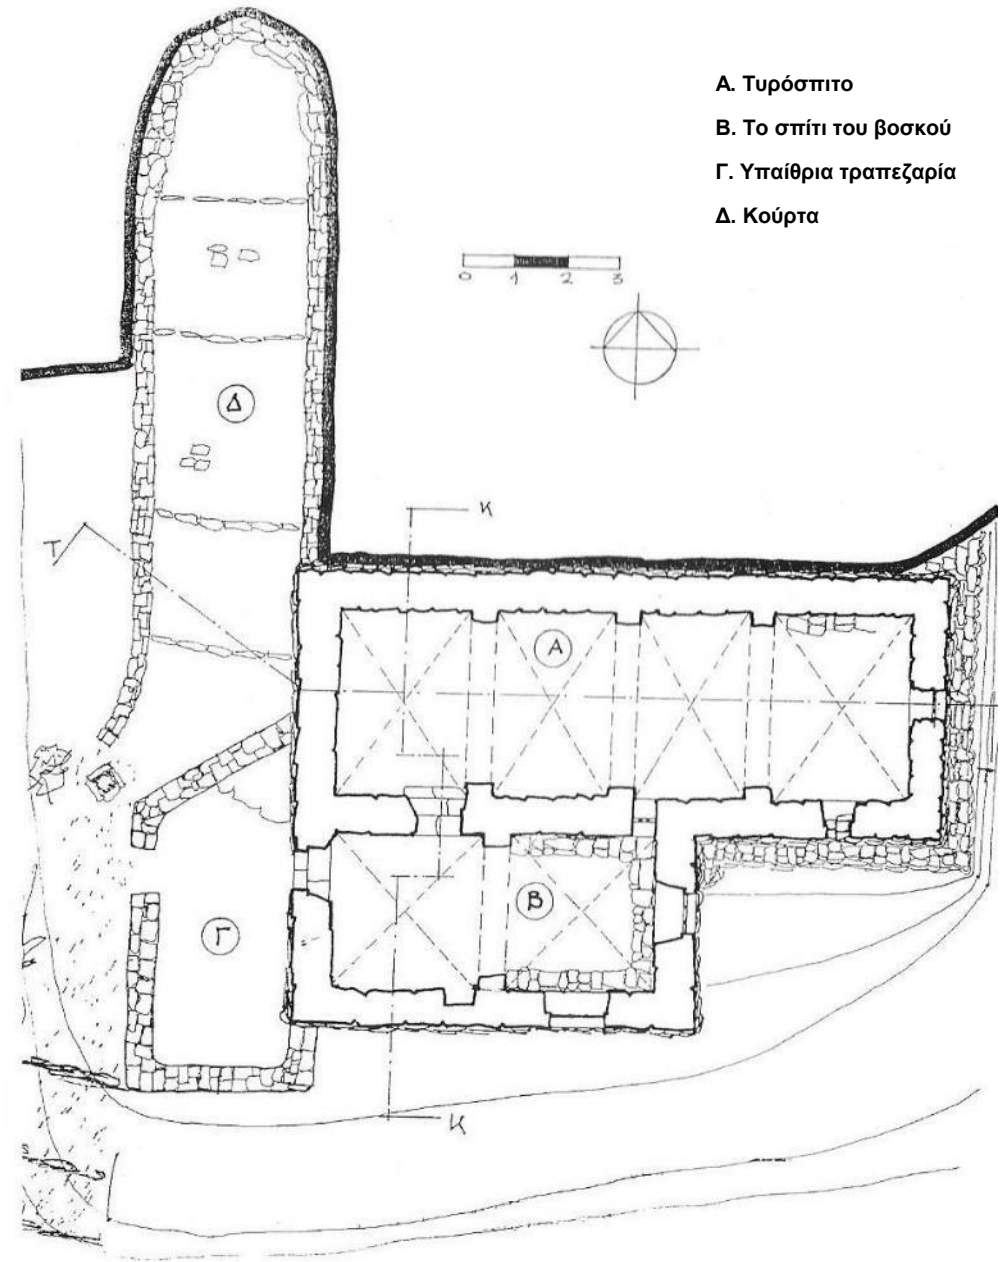 Α. Τυρόσπιτο
Β. Το σπίτι του βοσκού
Γ. Υπαίθρια τραπεζαρία
Δ. Κούρτα
0 1 2 3
Δ
Κ
Τ
Α
Β
Γ
Κ